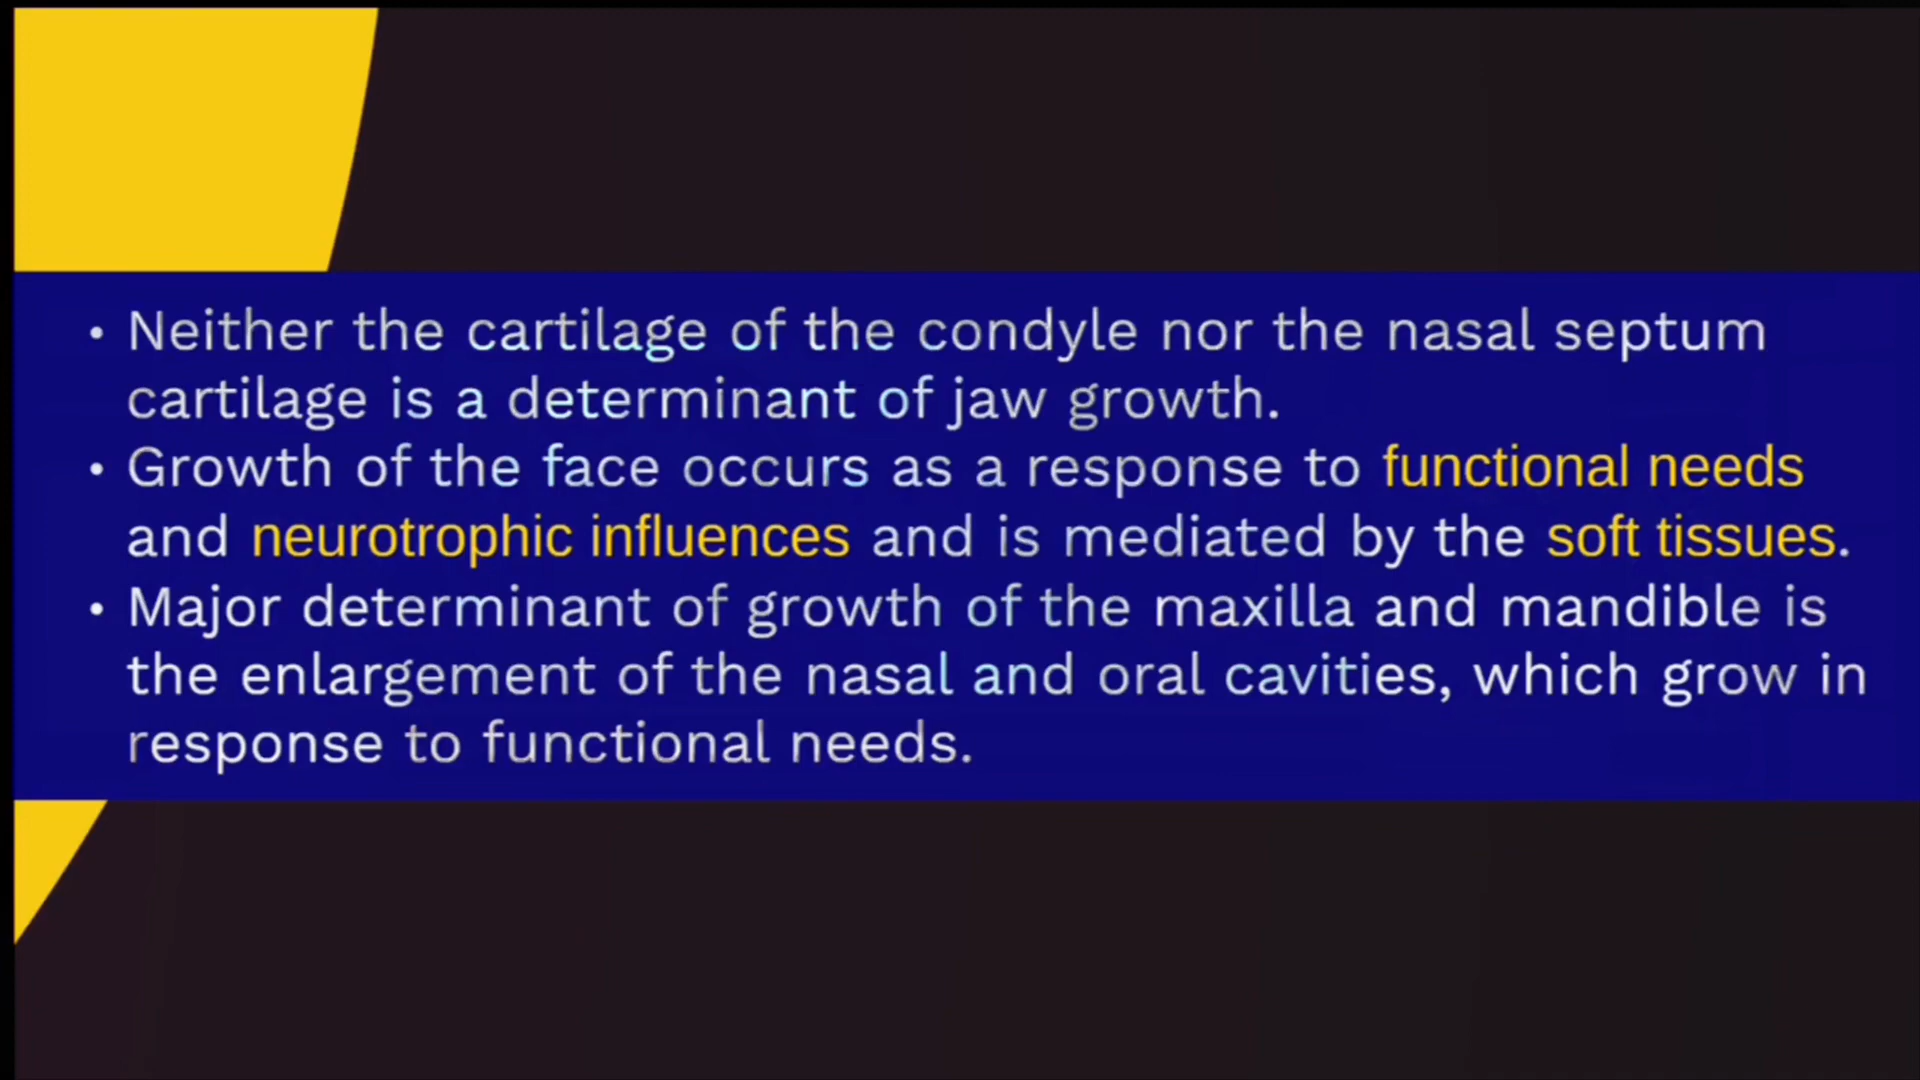 • Neither the cartilage of the condyle nor the nasal septum
cartilage is a determinant of jaw growth.
• Growth of the face occurs as a response to functional needs
and neurotrophic influences and is mediated by the soft tissues.
• Major determinant of growth of the maxilla and mandible is
the enlargement of the nasal and oral cavities, which grow in
response to functional needs.